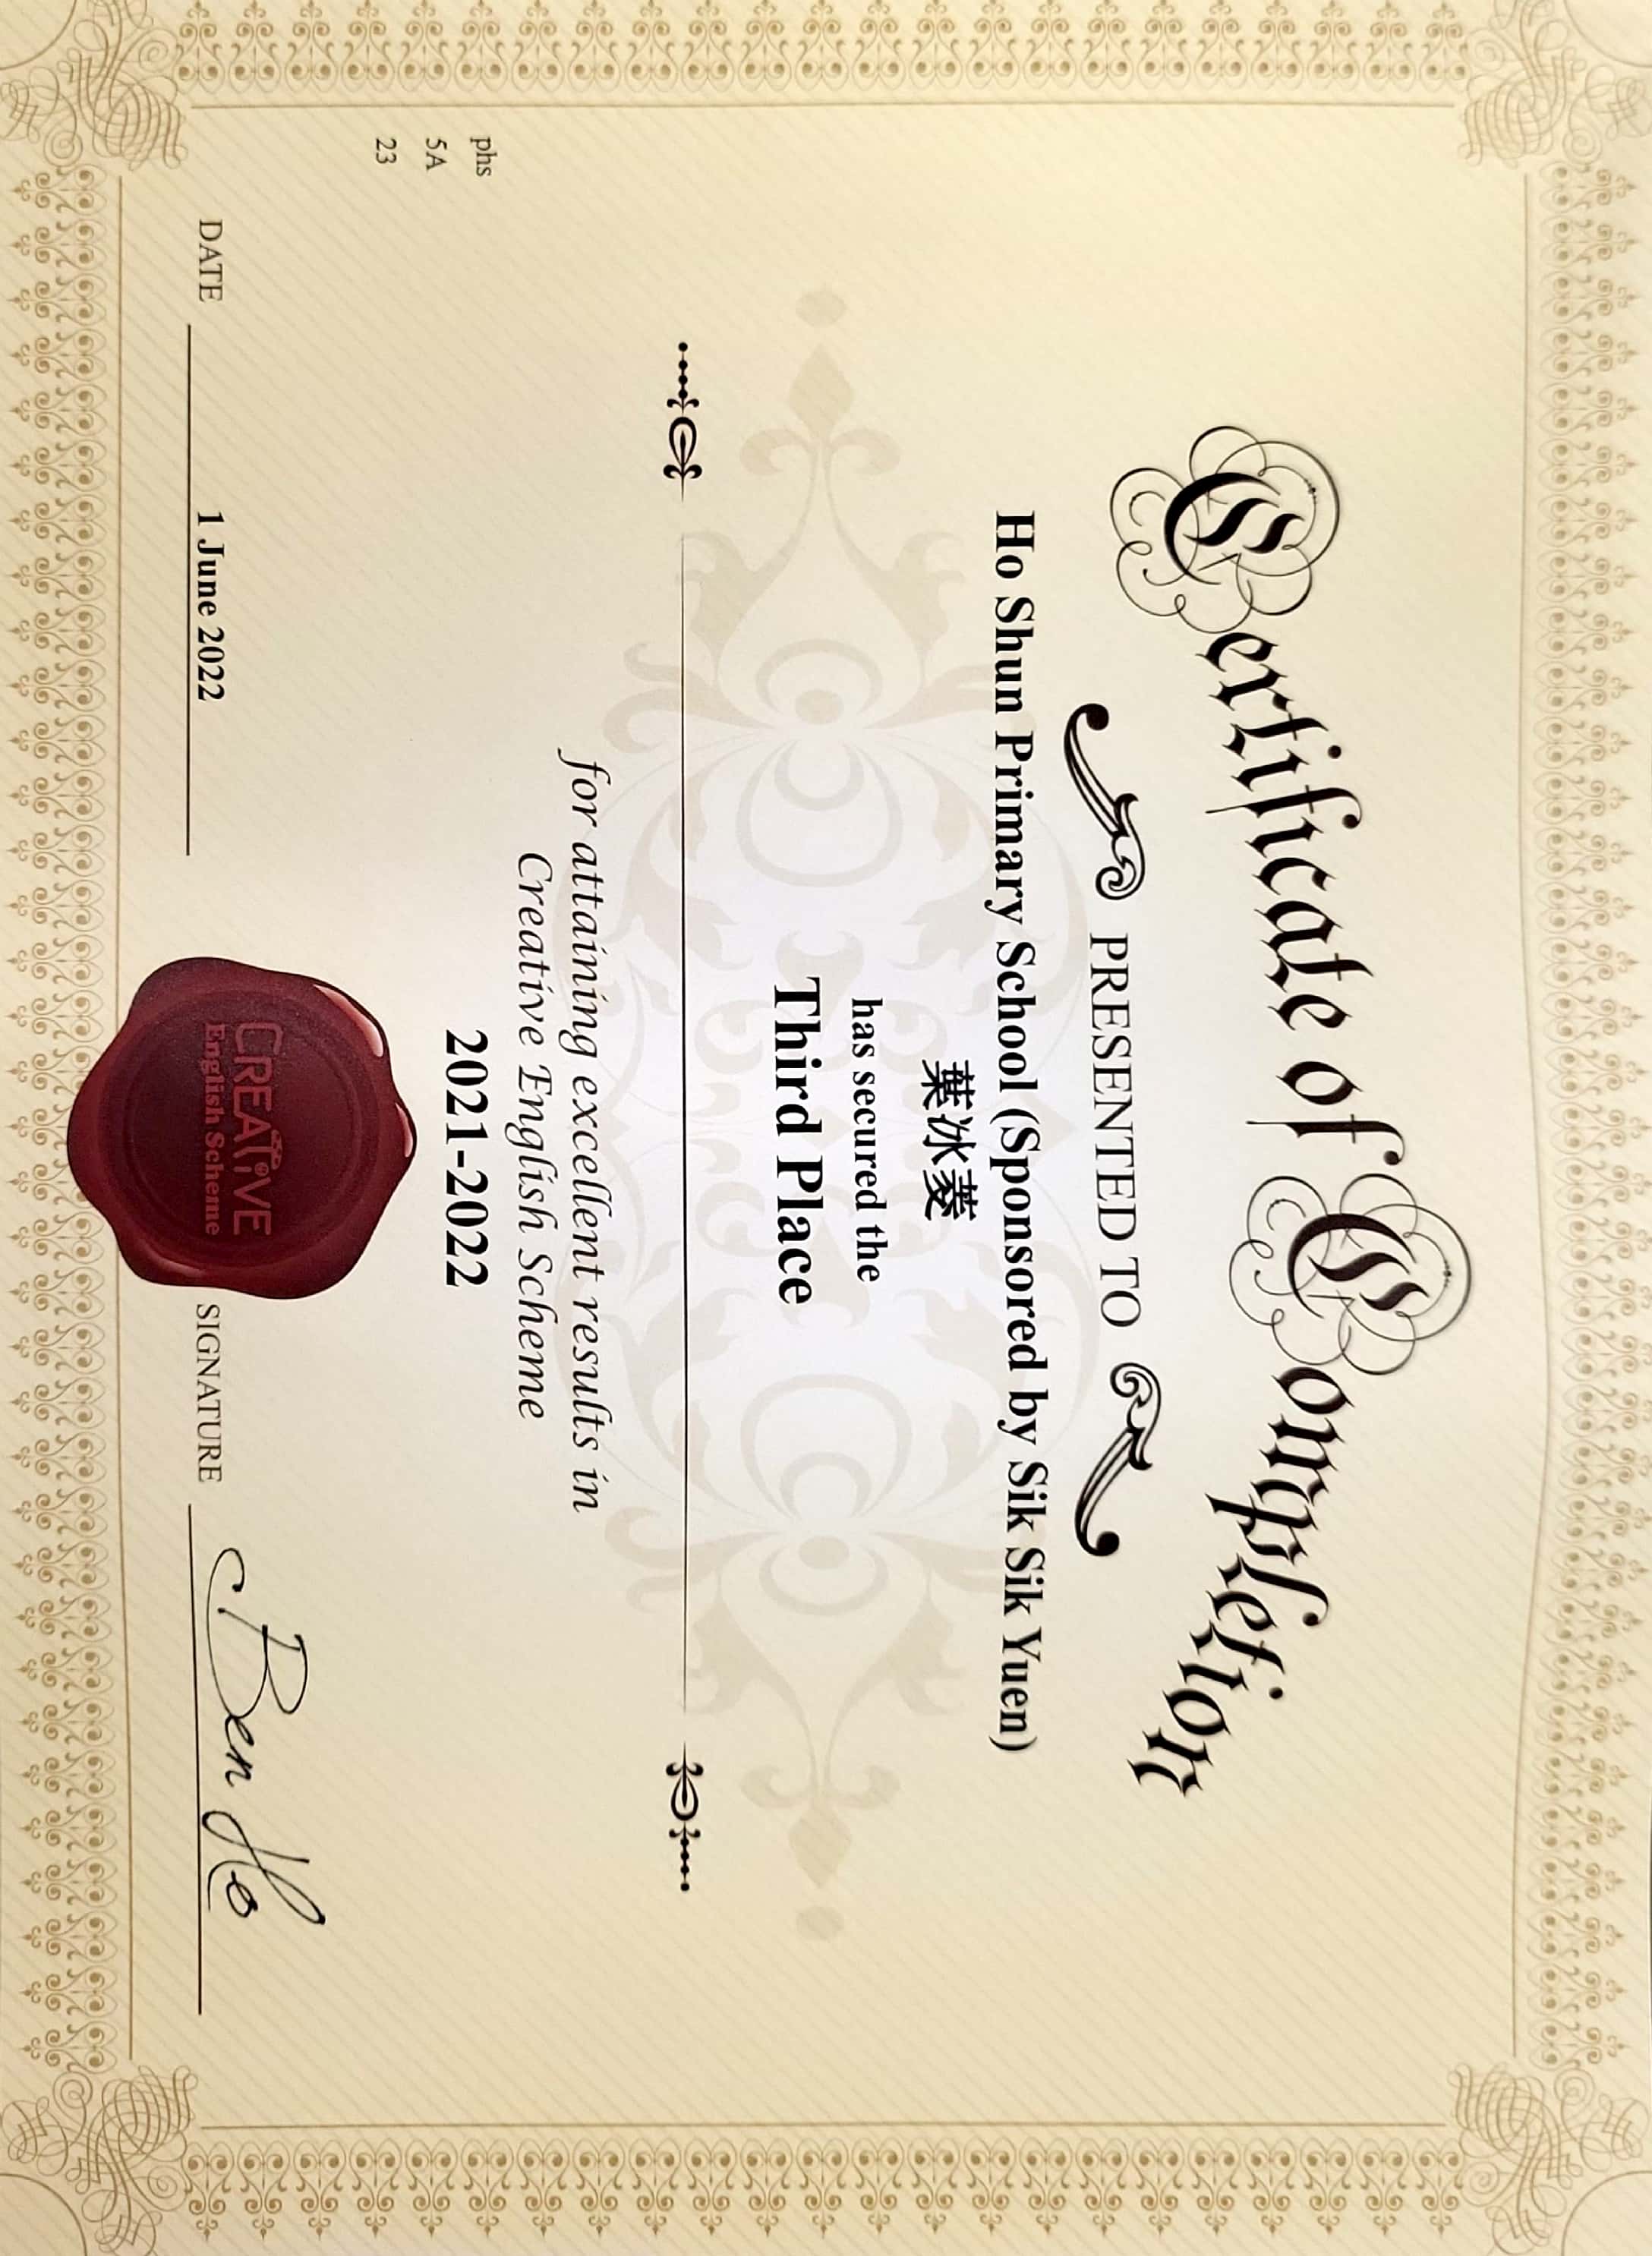 Certificate of Completion
PRESENTED TO
Ho Shun Primary School (Sponsored by Sik Sik Yuen)
葉冰菱
has secured the
Third Place
for attaining excellent results in
Creative English Scheme
2021-2022
phs
5A
23
DATE 1 June 2022
CREATIVE
English Scheme
SIGNATURE Ben Ho